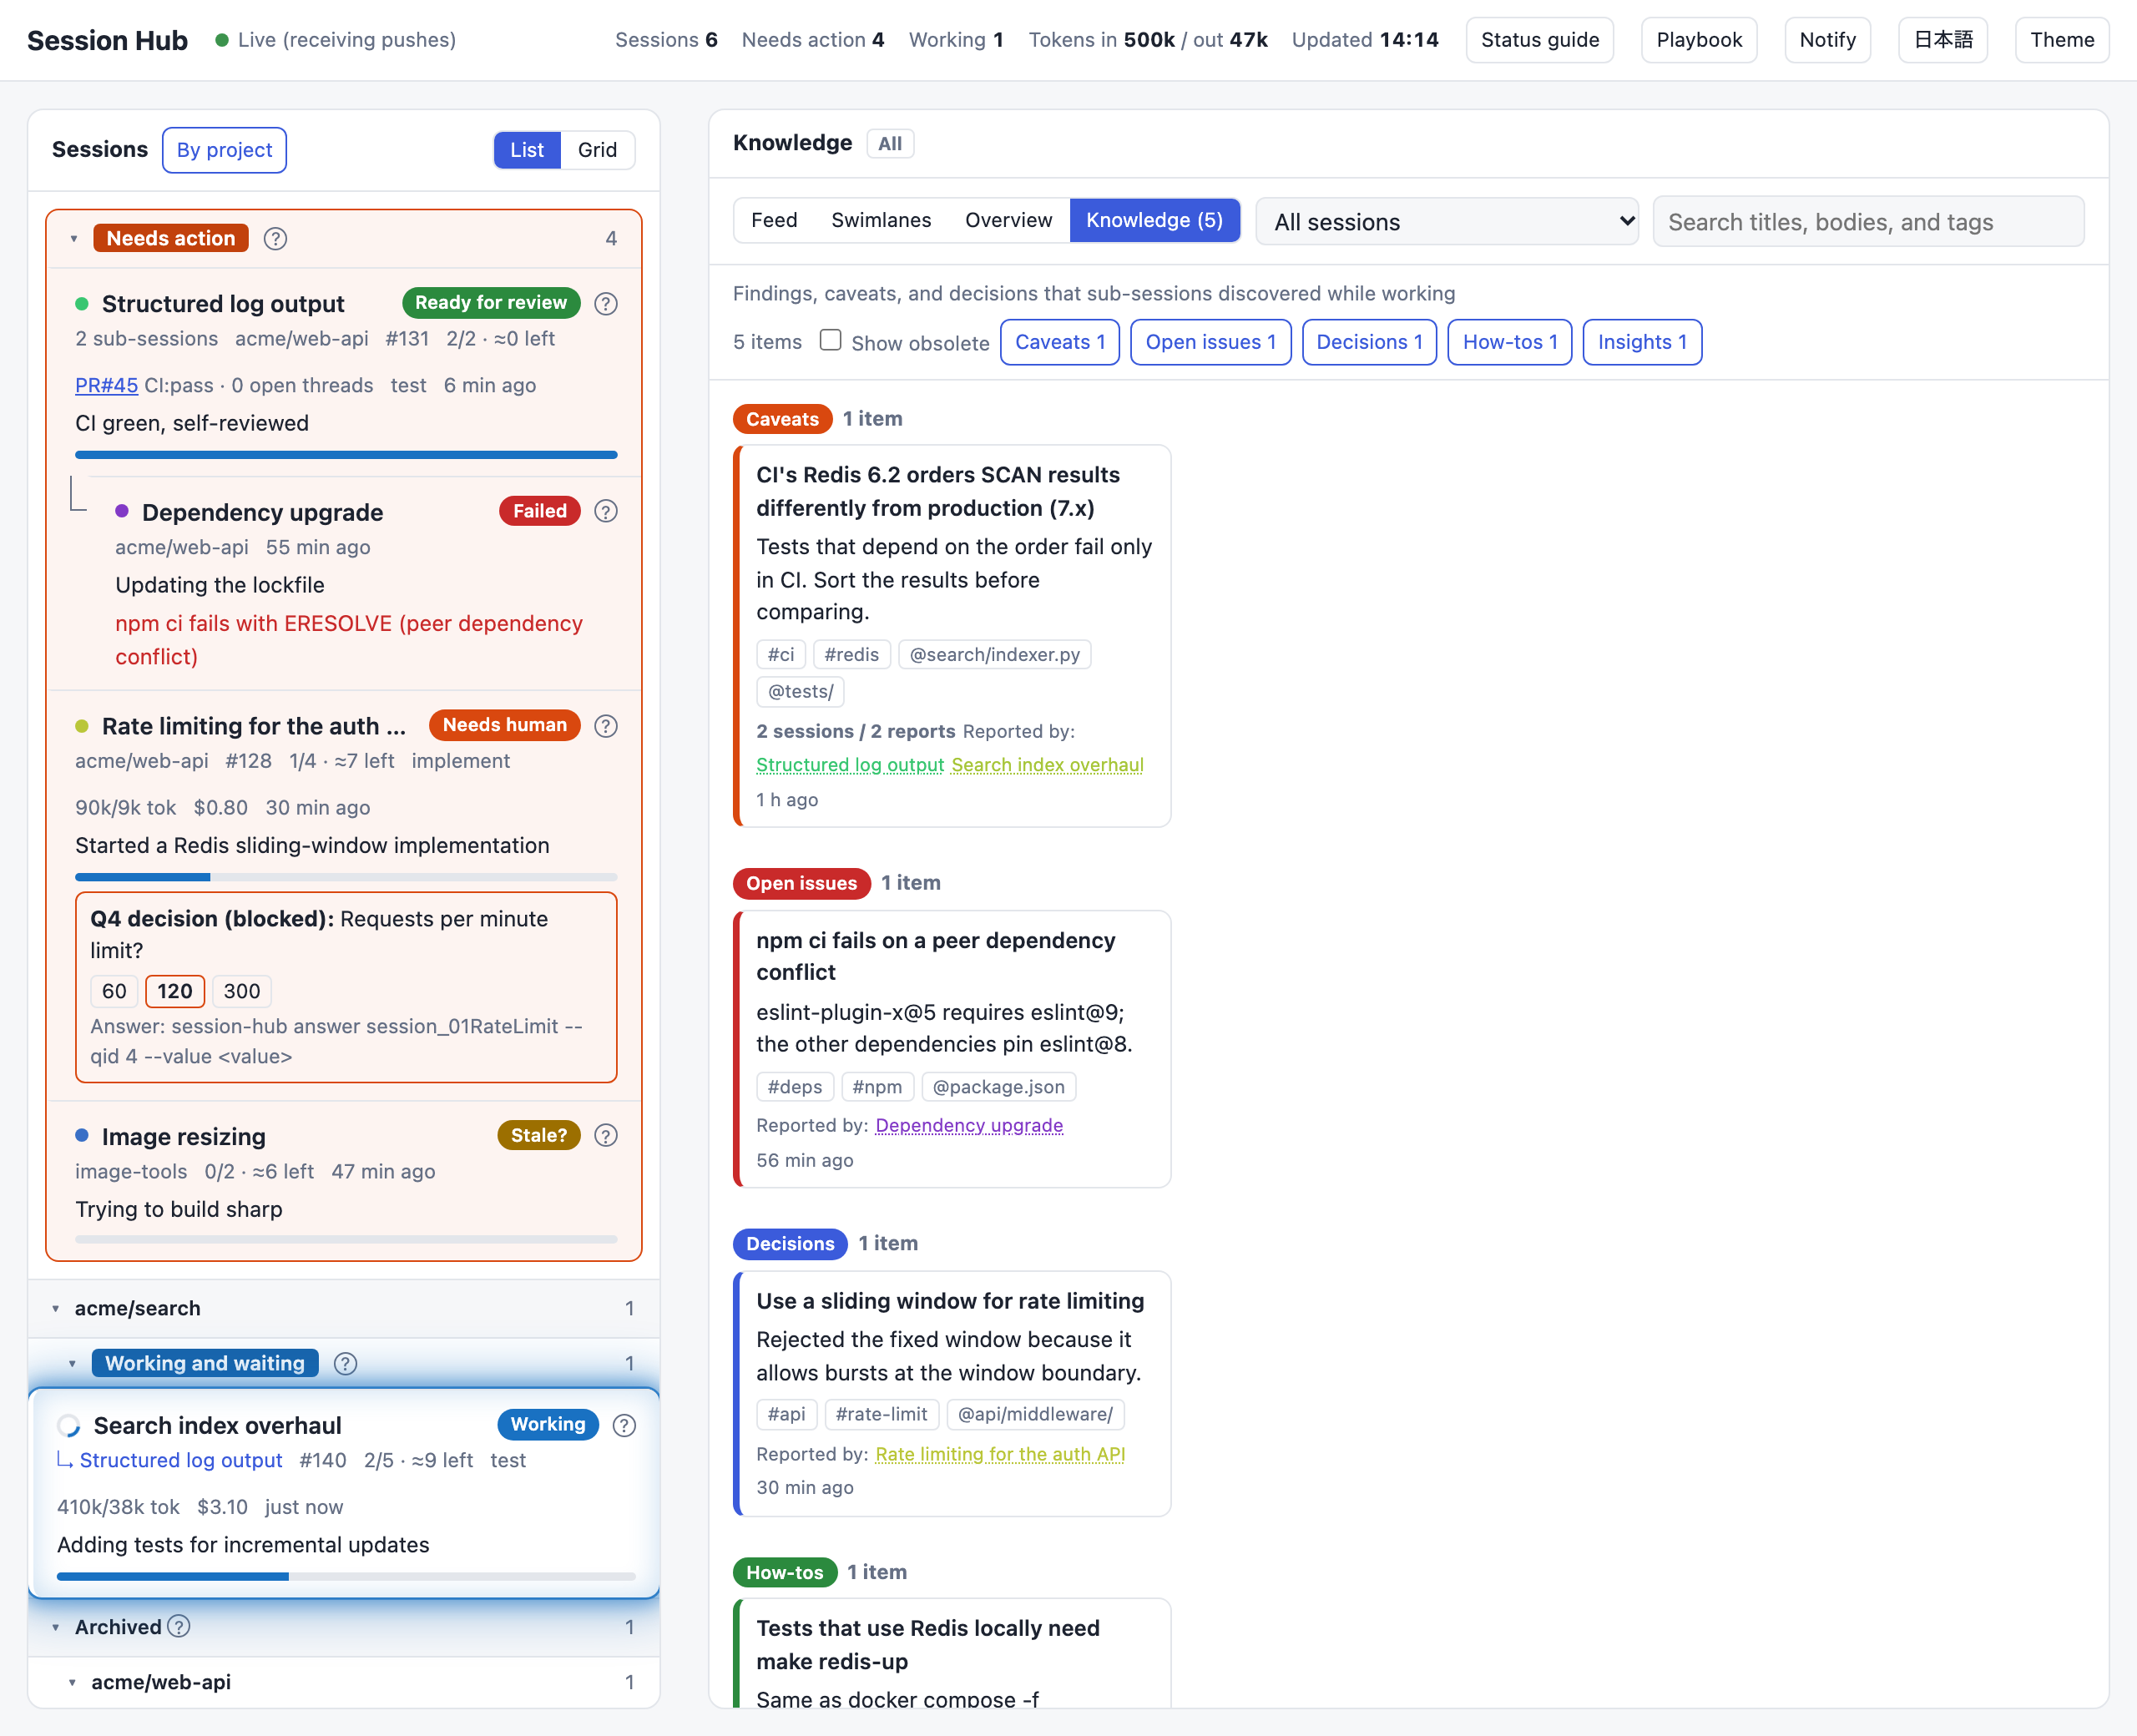 Session Hub
Live (receiving pushes)
Sessions 6 Needs action 4 Working 1 Tokens in 500k / out 47k Updated 14:14
Status guide
Playbook
Notify
日本語
Theme
Sessions
By project
List
Grid
Needs action ? 4
Structured log output
Ready for review ?
2 sub-sessions acme/web-api #131 2/2 · ≈0 left
PR#45 CI:pass · 0 open threads test 6 min ago
CI green, self-reviewed
Dependency upgrade
Failed ?
acme/web-api 55 min ago
Updating the lockfile
npm ci fails with ERESOLVE (peer dependency
conflict)
Rate limiting for the auth ...
Needs human ?
acme/web-api #128 1/4 · ≈7 left implement
90k/9k tok $0.80 30 min ago
Started a Redis sliding-window implementation
Q4 decision (blocked): Requests per minute
limit?
60 120 300
Answer: session-hub answer session_01RateLimit --
qid 4 --value <value>
Image resizing
Stale? ?
image-tools 0/2 · ≈6 left 47 min ago
Trying to build sharp
acme/search 1
Working and waiting ? 1
Search index overhaul
Working ?
Structured log output #140 2/5 · ≈9 left test
410k/38k tok $3.10 just now
Adding tests for incremental updates
Archived ? 1
acme/web-api 1
Knowledge All
Feed
Swimlanes
Overview
Knowledge (5)
All sessions
Search titles, bodies, and tags
Findings, caveats, and decisions that sub-sessions discovered while working
5 items Show obsolete
Caveats 1
Open issues 1
Decisions 1
How-tos 1
Insights 1
Caveats 1 item
CI's Redis 6.2 orders SCAN results
differently from production (7.x)
Tests that depend on the order fail only
in CI. Sort the results before
comparing.
#ci #redis @search/indexer.py
@tests/
2 sessions / 2 reports Reported by:
Structured log output Search index overhaul
1 h ago
Open issues 1 item
npm ci fails on a peer dependency
conflict
eslint-plugin-x@5 requires eslint@9;
the other dependencies pin eslint@8.
#deps #npm @package.json
Reported by: Dependency upgrade
56 min ago
Decisions 1 item
Use a sliding window for rate limiting
Rejected the fixed window because it
allows bursts at the window boundary.
#api #rate-limit @api/middleware/
Reported by: Rate limiting for the auth API
30 min ago
How-tos 1 item
Tests that use Redis locally need
make redis-up
Same as docker compose -f